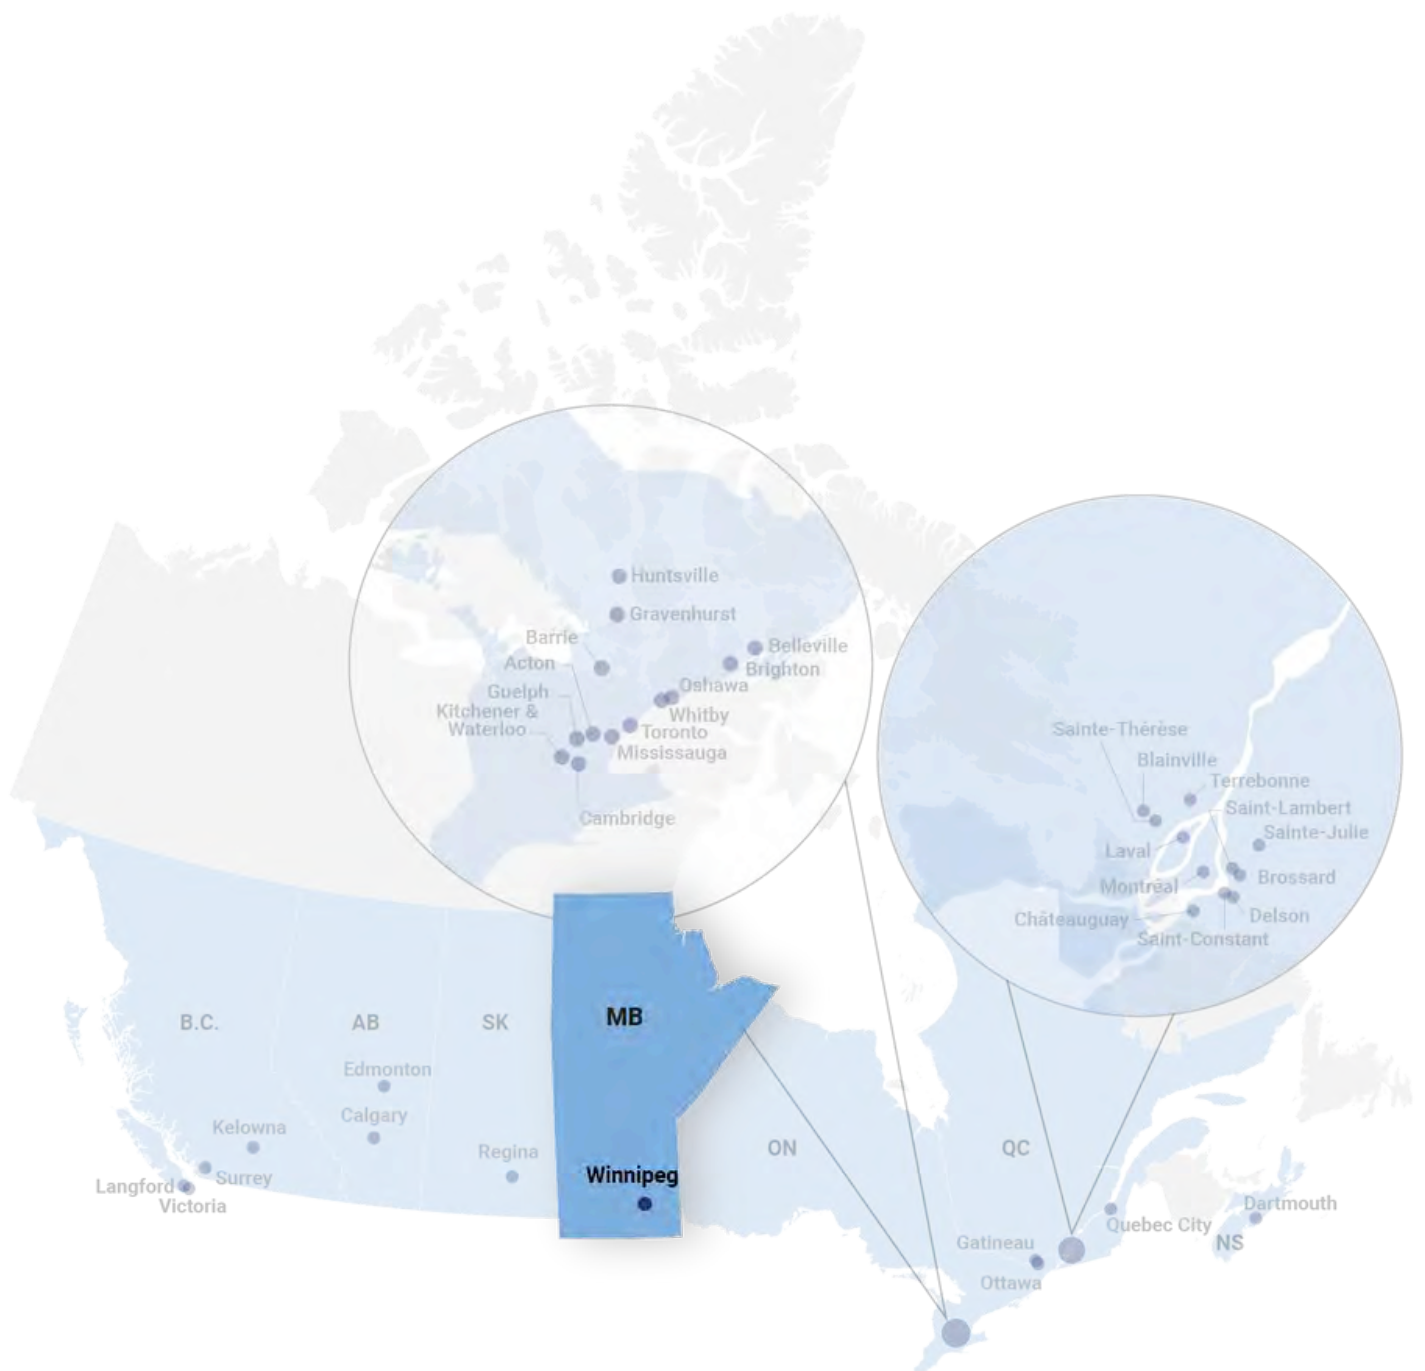 Huntsville
Gravenhurst
Barrie
Belleville
Acton
Brighton
Guelph
Oshawa
Kitchener &
Waterloo
Whitby
Toronto
Mississauga
Cambridge
Sainte-Thérèse
Blainville
Terrebonne
Saint-Lambert
Sainte-Julie
Laval
Montréal
Brossard
Châteauguay
Delson
Saint-Constant
B.C.
AB
SK
MB
Edmonton
Calgary
Kelowna
Regina
ON
QC
Winnipeg
Langford
Surrey
Victoria
Dartmouth
Quebec City
NS
Gatineau
Ottawa